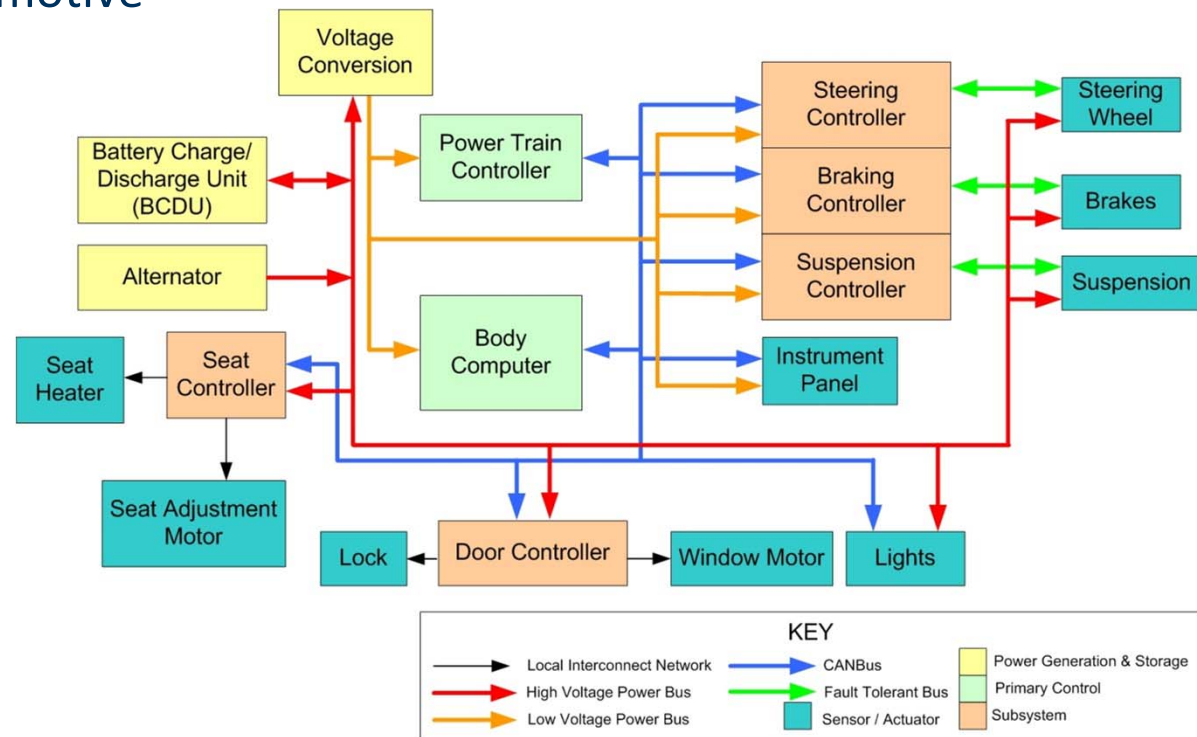 motive
Voltage
Conversion
Battery Charge/
Discharge Unit
(BCDU)
Alternator
Power Train
Controller
Body
Computer
Steering
Controller
Braking
Controller
Suspension
Controller
Steering
Wheel
Brakes
Suspension
Instrument
Panel
Seat
Heater
Seat
Controller
Seat Adjustment
Motor
Lock
Door Controller
Window Motor
Lights
KEY
Local Interconnect Network
High Voltage Power Bus
Low Voltage Power Bus
CANBus
Fault Tolerant Bus
Sensor / Actuator
Power Generation & Storage
Primary Control
Subsystem